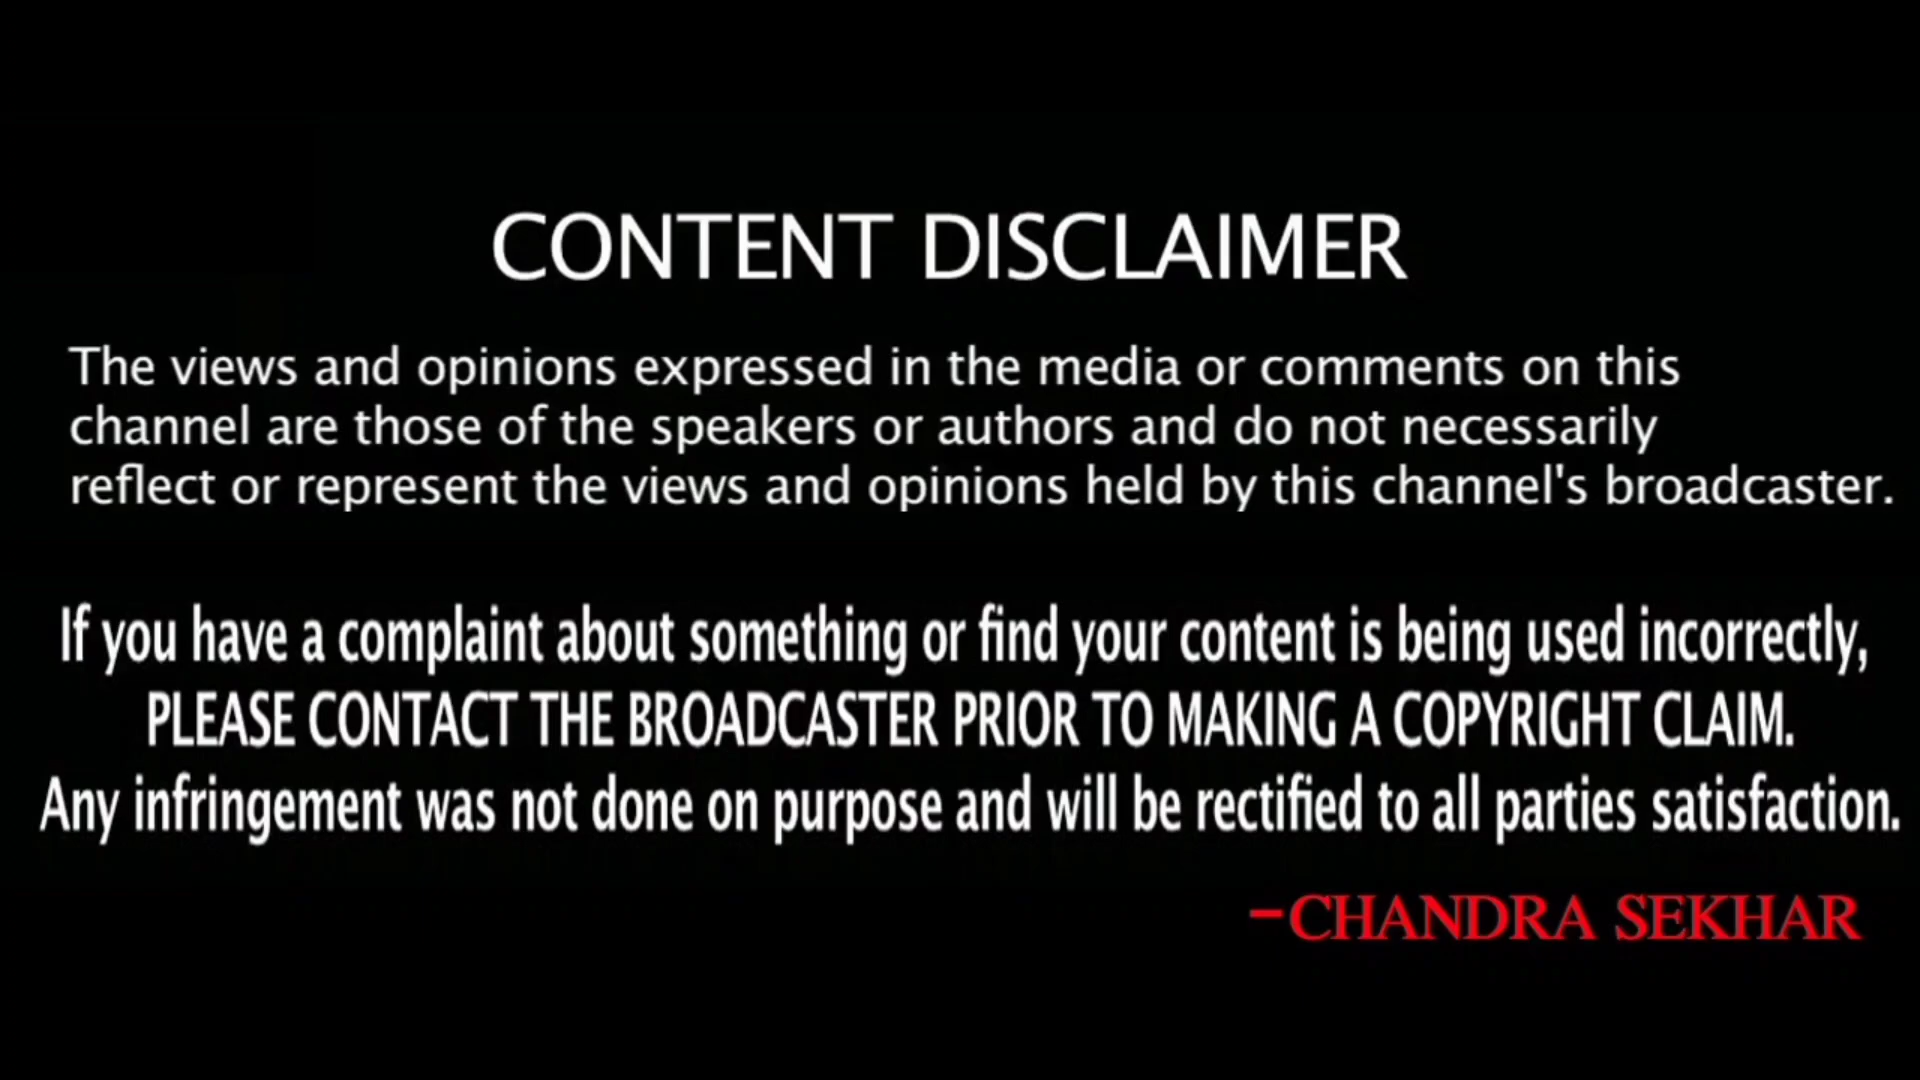 CONTENT DISCLAIMER
The views and opinions expressed in the media or comments on this
channel are those of the speakers or authors and do not necessarily
reflect or represent the views and opinions held by this channel's broadcaster.
If you have a complaint about something or find your content is being used incorrectly,
PLEASE CONTACT THE BROADCASTER PRIOR TO MAKING A COPYRIGHT CLAIM.
Any infringement was not done on purpose and will be rectified to all parties satisfaction.
-CHANDRA SEKHAR